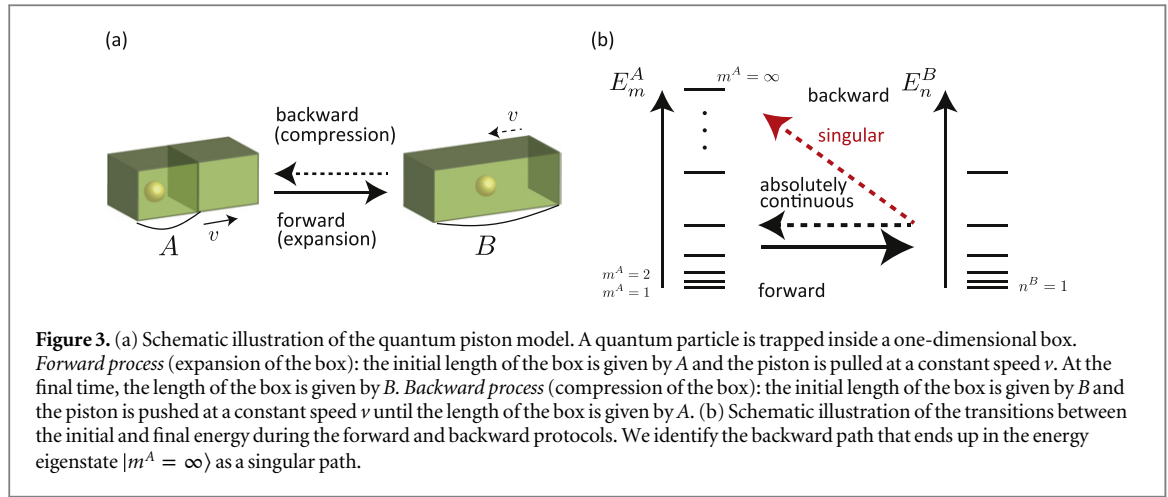 (a)
(b)
backward
(compression)
v
forward
(expansion)
A
v
B
E_m^A
m^A = ∞
backward
E_n^B
singular
absolutely
continuous
m^A = 2
m^A = 1
forward
n^B = 1
Figure 3. (a) Schematic illustration of the quantum piston model. A quantum particle is trapped inside a one-dimensional box.
Forward process (expansion of the box): the initial length of the box is given by A and the piston is pulled at a constant speed v. At the
final time, the length of the box is given by B. Backward process (compression of the box): the initial length of the box is given by B and
the piston is pushed at a constant speed v until the length of the box is given by A. (b) Schematic illustration of the transitions between
the initial and final energy during the forward and backward protocols. We identify the backward path that ends up in the energy
eigenstate |m^A = ∞⟩ as a singular path.